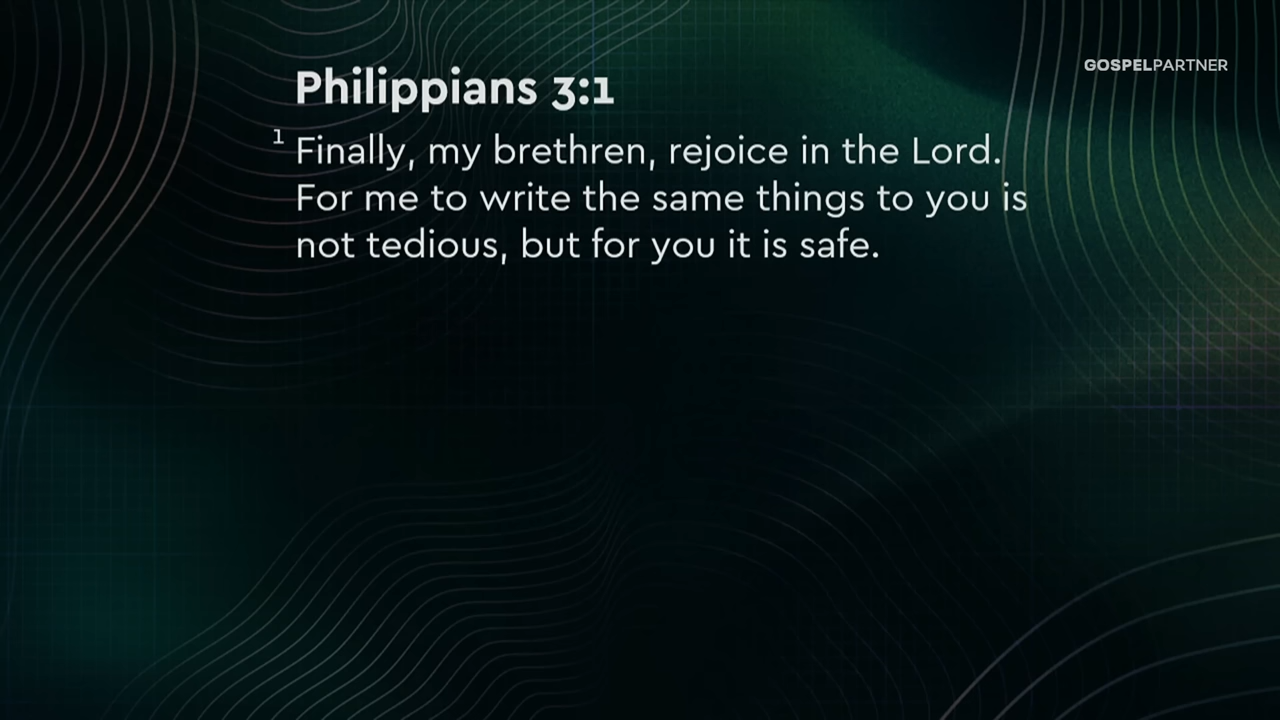 Philippians 3:1
GOSPELPARTNER
1 Finally, my brethren, rejoice in the Lord.
For me to write the same things to you is
not tedious, but for you it is safe.